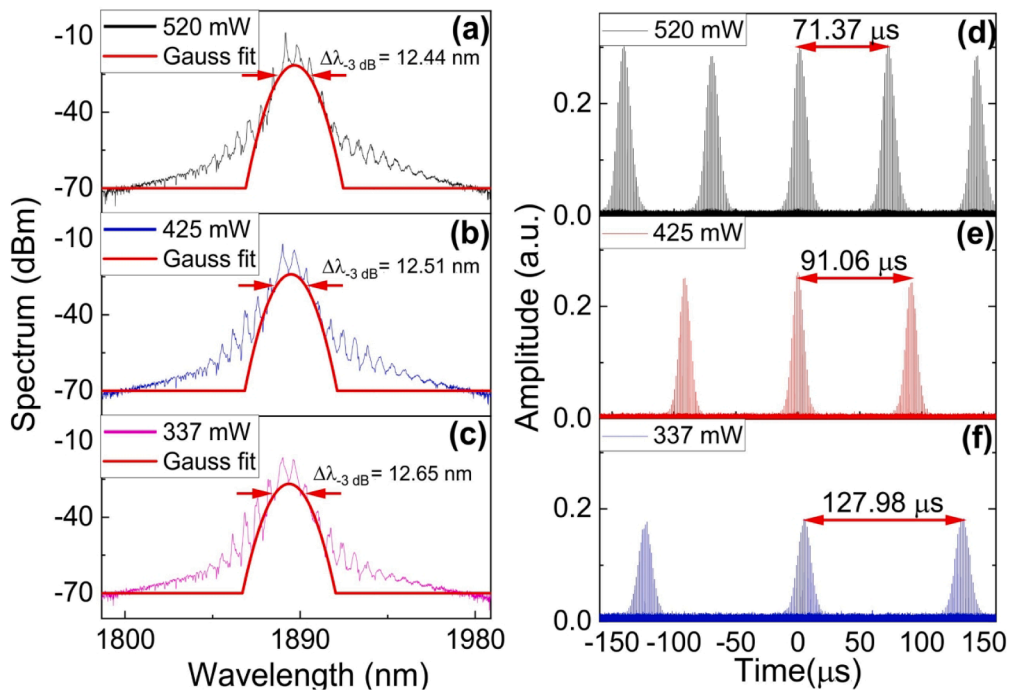 520 mW
Gauss fit
(a)
Δλ-3 dB = 12.44 nm
-10
-40
-70
425 mW
Gauss fit
(b)
Δλ-3 dB = 12.51 nm
-10
-40
-70
337 mW
Gauss fit
(c)
Δλ-3 dB = 12.65 nm
-10
-40
-70
Spectrum (dBm)
1800 1890 1980
Wavelength (nm)
520 mW
(d)
71.37 μs
0.2
0.0
425 mW
(e)
91.06 μs
0.2
0.0
337 mW
(f)
127.98 μs
0.2
0.0
Amplitude (a.u.)
-150 -100 -50 0 50 100 150
Time(μs)